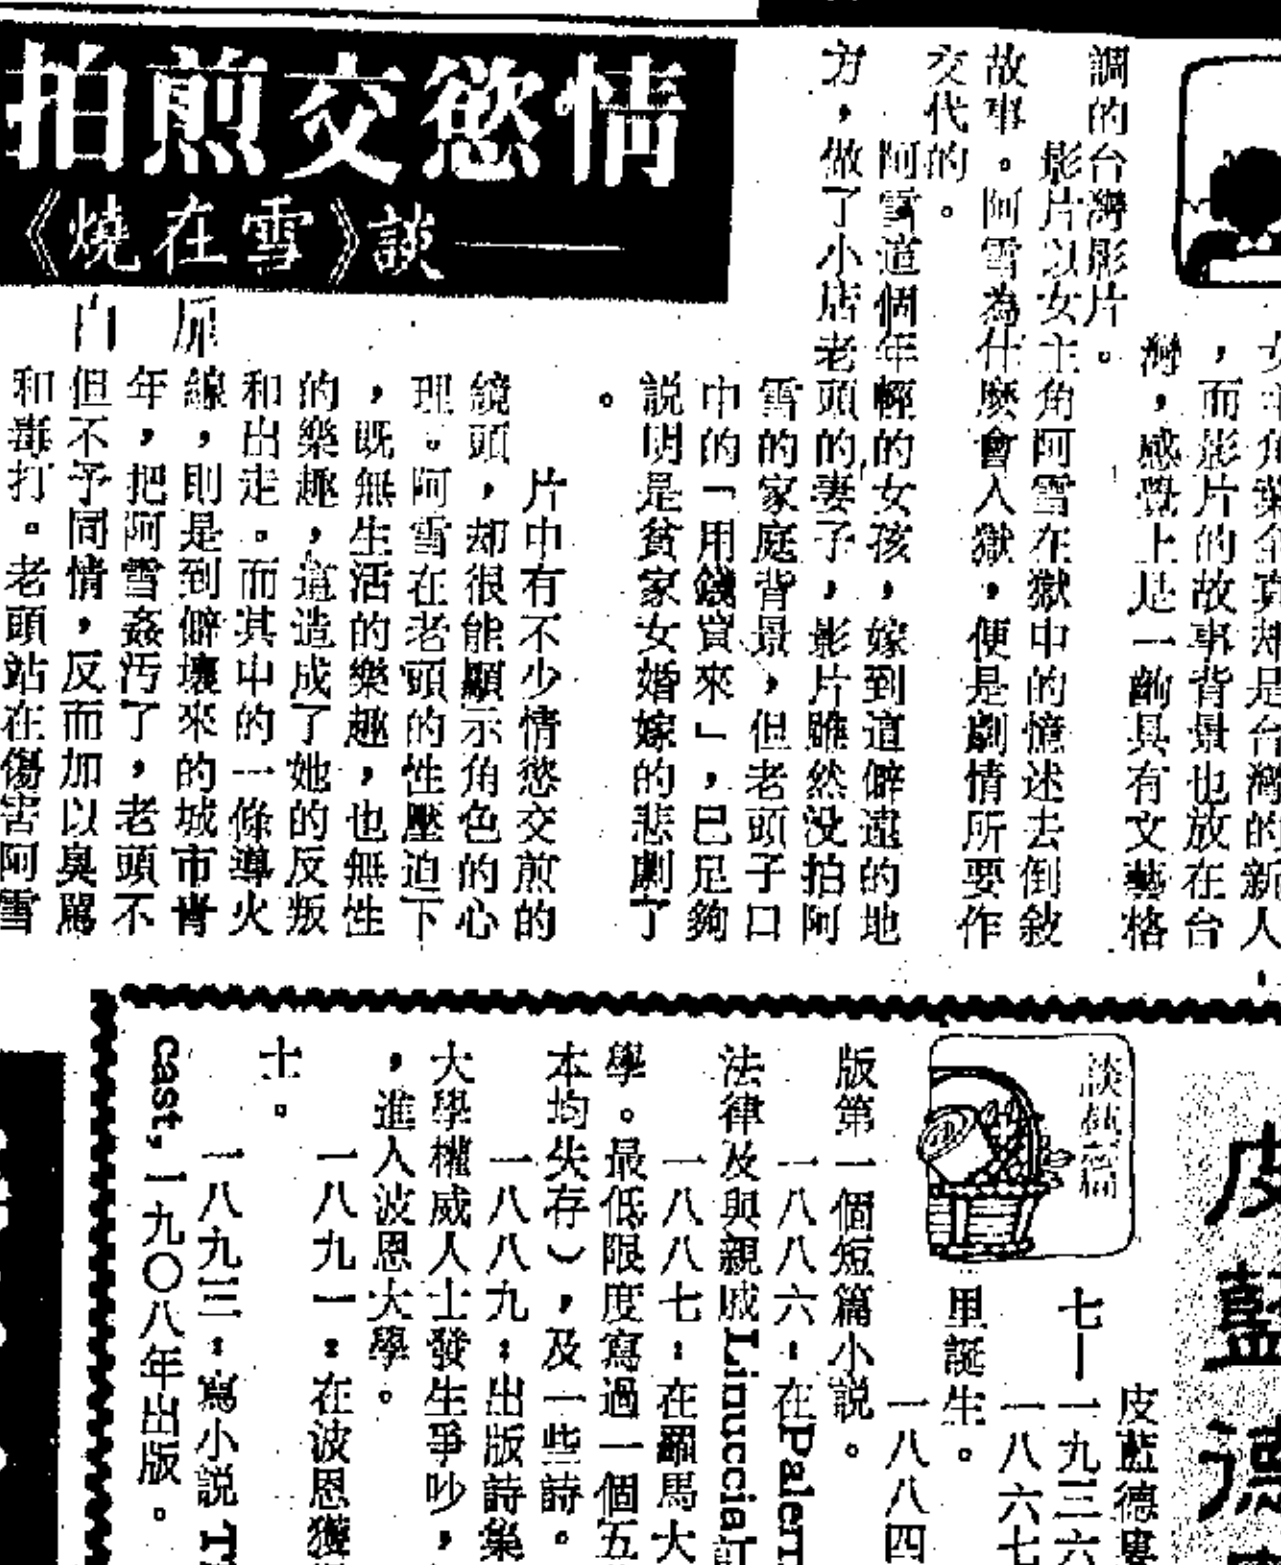 情慾交煎拍
——談《雪在燒》
，而影片的故事背景也放在台
灣，感覺上是一齣具有文藝格
調的台灣影片。
影片以女主角阿雪在獄中的憶述去倒敍
故事。阿雪為什麽會入獄，便是劇情所要作
交代的。
阿雪這個年輕的女孩，嫁到這僻遠的地
方，做了小店老頭的妻子，影片雖然没拍阿
雪的家庭背景，但老頭子口
中的「用錢買來」，已足夠
説明是貧家女婚嫁的悲劇了
。
片中有不少情慾交煎的
鏡頭，却很能顯示角色的心
理。阿雪在老頭的性壓迫下
，既無生活的樂趣，也無性
的樂趣，這造成了她的反叛
和出走。而其中的一條導火
線，則是到僻壤來的城市青
年，把阿雪姦污了，老頭不
但不予同情，反而加以臭駡
和毒打。老頭站在傷害阿雪
皮藍德
皮藍德婁
七—一九三六
一八六七
里誕生。
一八八四
版第一個短篇小説。
一八八六：在Paler
法律及與親戚Linuccia訂
一八八七：在羅馬大
學。最低限度寫過一個五
本均失存），及一些詩。
一八八九：出版詩集
大學權威人士發生爭吵，
，進入波恩大學。
一八九一：在波恩獲
士。
一八九三：寫小説 T
Cast,一九〇八年出版。